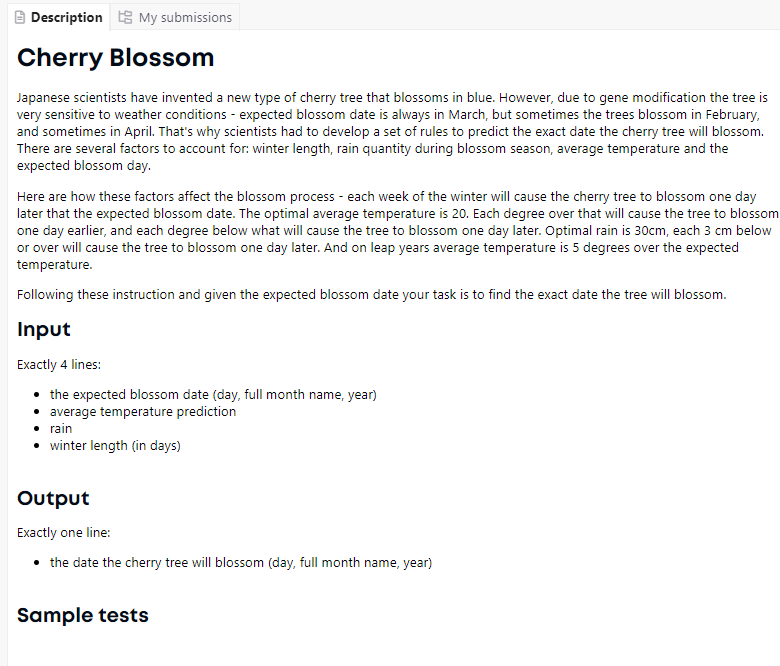 Description
My submissions
Cherry Blossom
Japanese scientists have invented a new type of cherry tree that blossoms in blue. However, due to gene modification the tree is
very sensitive to weather conditions - expected blossom date is always in March, but sometimes the trees blossom in February,
and sometimes in April. That's why scientists had to develop a set of rules to predict the exact date the cherry tree will blossom.
There are several factors to account for: winter length, rain quantity during blossom season, average temperature and the
expected blossom day.
Here are how these factors affect the blossom process - each week of the winter will cause the cherry tree to blossom one day
later that the expected blossom date. The optimal average temperature is 20. Each degree over that will cause the tree to blossom
one day earlier, and each degree below what will cause the tree to blossom one day later. Optimal rain is 30cm, each 3 cm below
or over will cause the tree to blossom one day later. And on leap years average temperature is 5 degrees over the expected
temperature.
Following these instruction and given the expected blossom date your task is to find the exact date the tree will blossom.
Input
Exactly 4 lines:
• the expected blossom date (day, full month name, year)
• average temperature prediction
• rain
• winter length (in days)
Output
Exactly one line:
• the date the cherry tree will blossom (day, full month name, year)
Sample tests